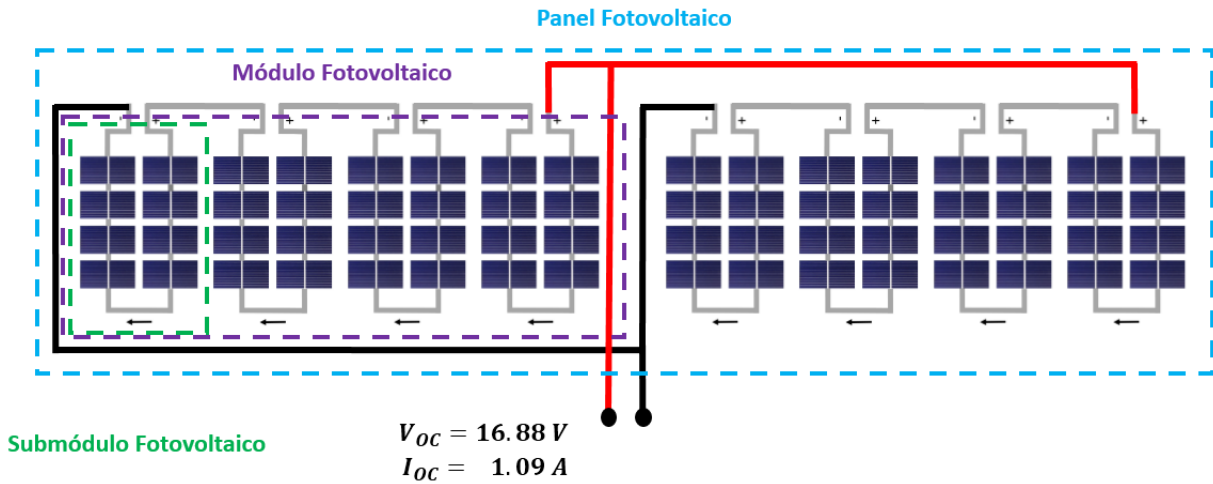 Panel Fotovoltaico
Módulo Fotovoltaico
Submódulo Fotovoltaico
V_OC = 16.88 V
I_OC = 1.09 A